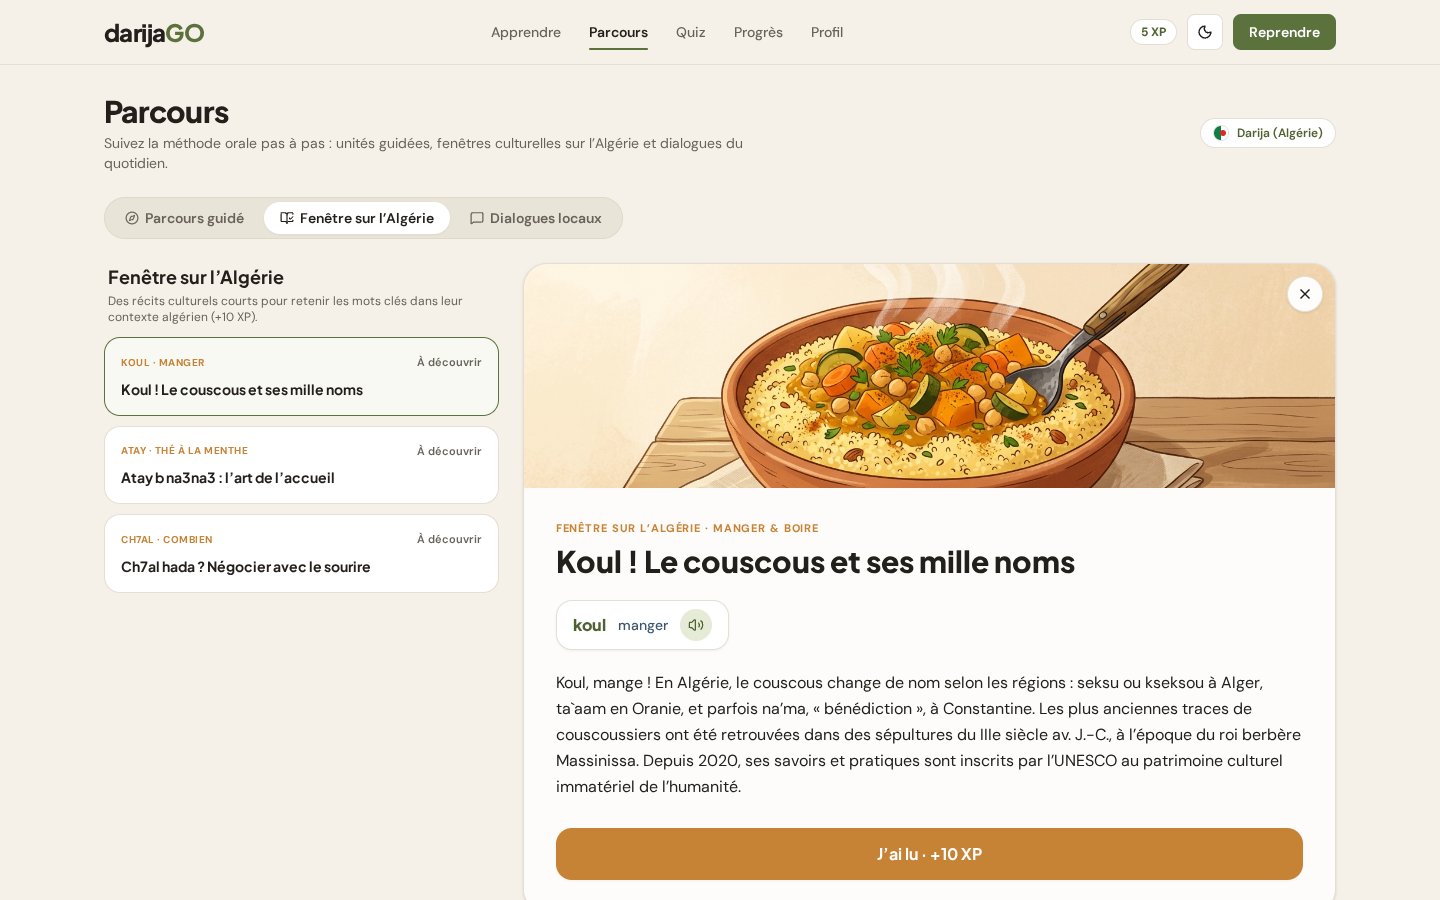 darijaGO
Apprendre
Parcours
Quiz
Progrès
Profil
5 XP
Reprendre
Parcours
Suivez la méthode orale pas à pas : unités guidées, fenêtres culturelles sur l’Algérie et dialogues du
quotidien.
Darija (Algérie)
Parcours guidé
Fenêtre sur l’Algérie
Dialogues locaux
Fenêtre sur l’Algérie
Des récits culturels courts pour retenir les mots clés dans leur
contexte algérien (+10 XP).
KOUL · MANGER
À découvrir
Koul ! Le couscous et ses mille noms
ATAY · THÉ À LA MENTHE
À découvrir
Atay b na3na3 : l’art de l’accueil
CH7AL · COMBIEN
À découvrir
Ch7al hada ? Négocier avec le sourire
FENÊTRE SUR L’ALGÉRIE · MANGER & BOIRE
Koul ! Le couscous et ses mille noms
koul manger
Koul, mange ! En Algérie, le couscous change de nom selon les régions : seksu ou kseksou à Alger,
ta`aam en Oranie, et parfois na’ma, « bénédiction », à Constantine. Les plus anciennes traces de
couscoussiers ont été retrouvées dans des sépultures du IIIe siècle av. J.-C., à l’époque du roi berbère
Massinissa. Depuis 2020, ses savoirs et pratiques sont inscrits par l’UNESCO au patrimoine culturel
immatériel de l’humanité.
J’ai lu · +10 XP